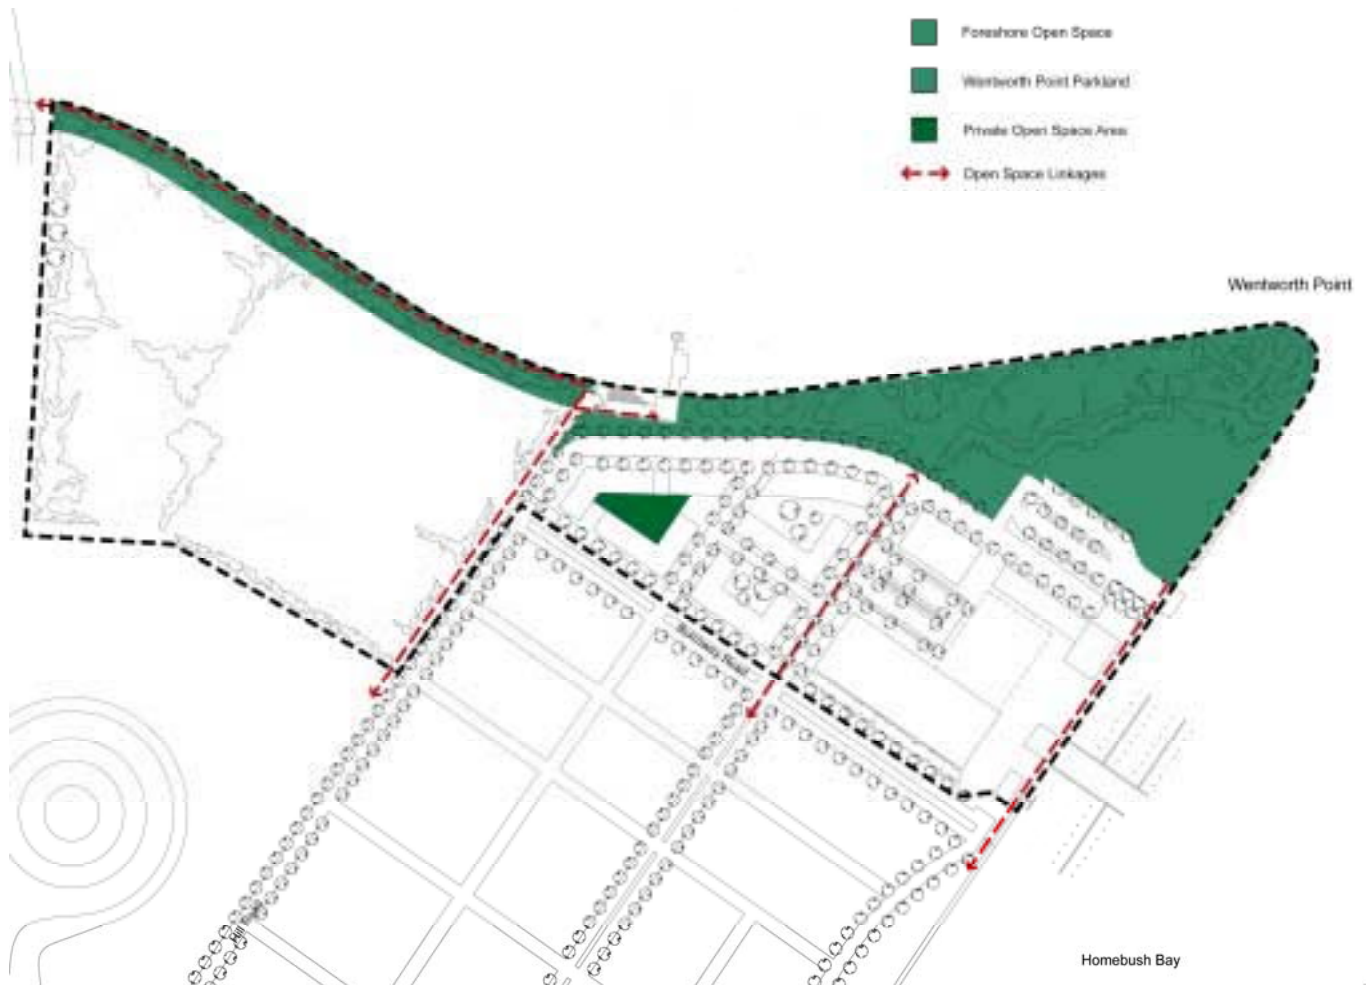 Foreshore Open Space
Wentworth Point Parkland
Private Open Space Area
Open Space Linkages
Wentworth Point
Homebush Bay